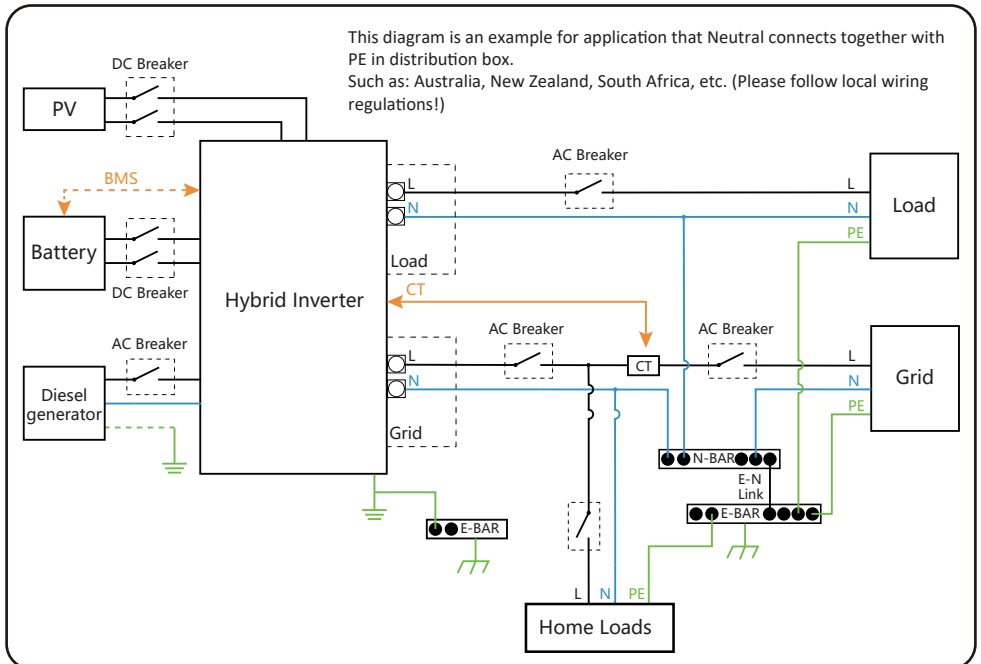 This diagram is an example for application that Neutral connects together with
PE in distribution box.
Such as: Australia, New Zealand, South Africa, etc. (Please follow local wiring
regulations!)
DC Breaker
PV
BMS
Battery
DC Breaker
AC Breaker
Diesel
generator
Hybrid Inverter
L
N
Load
AC Breaker
L
N
PE
Load
CT
AC Breaker
CT
AC Breaker
L
N
Grid
L
N
PE
Grid
N-BAR
E-N
Link
E-BAR
E-BAR
L
N
PE
Home Loads